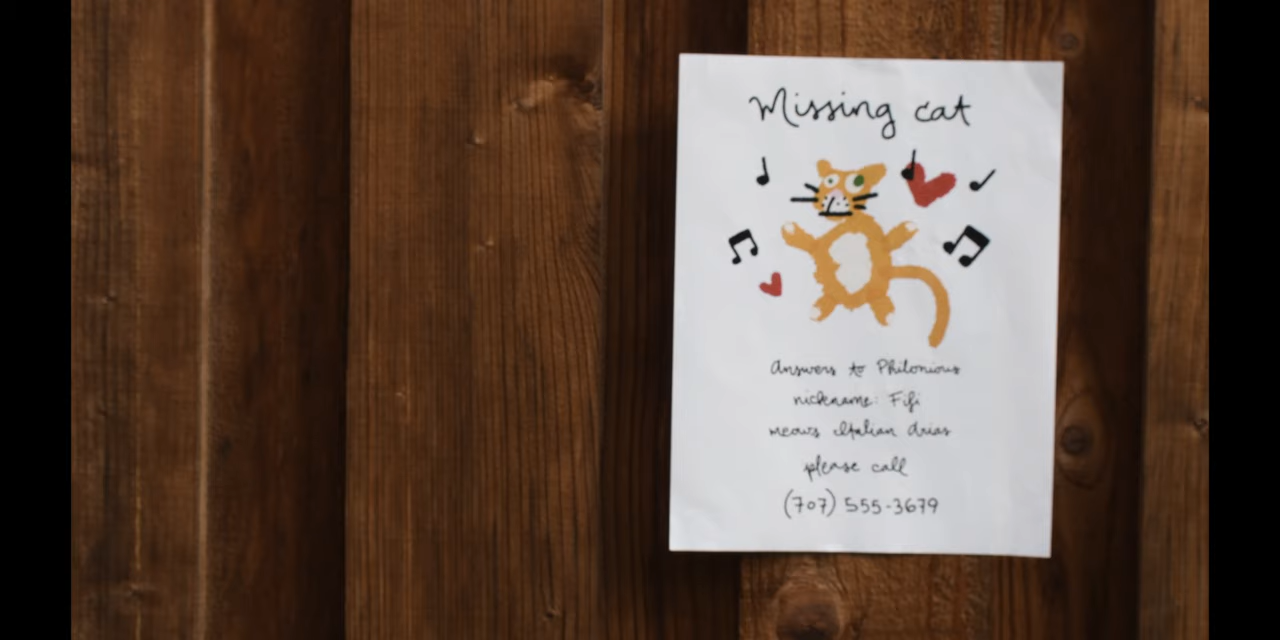 Missing cat
Answers to Philonious
nickname: Fifi
meows Italian arias
please call
(707) 555-3679